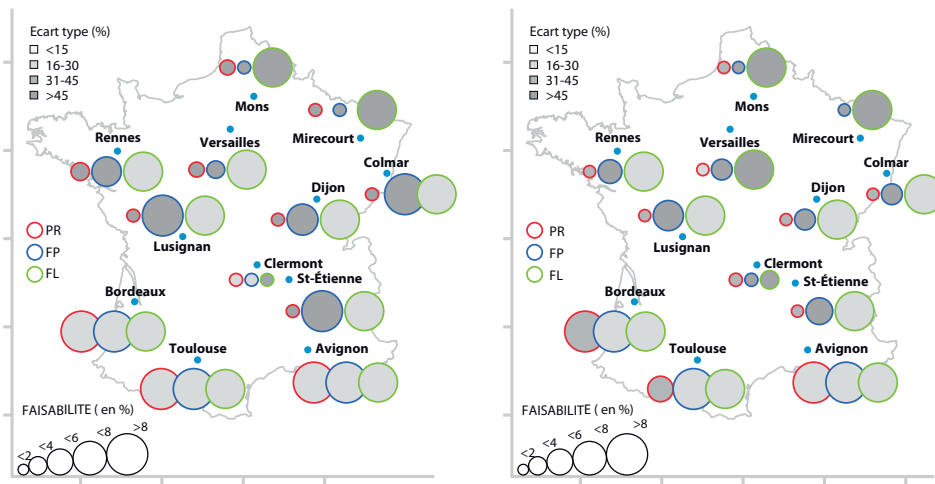 Ecart type (%)
<15
16-30
31-45
>45
Mons
Rennes
Versailles
Mirecourt
Colmar
Dijon
Lusignan
PR
FP
FL
Clermont
St-Étienne
Bordeaux
Toulouse
Avignon
FAISABILITE ( en %)
<2
<4
<6
<8
>8
Ecart type (%)
<15
16-30
31-45
>45
Mons
Rennes
Versailles
Mirecourt
Colmar
Dijon
Lusignan
PR
FP
FL
Clermont
St-Étienne
Bordeaux
Toulouse
Avignon
FAISABILITE ( en %)
<2
<4
<6
<8
>8